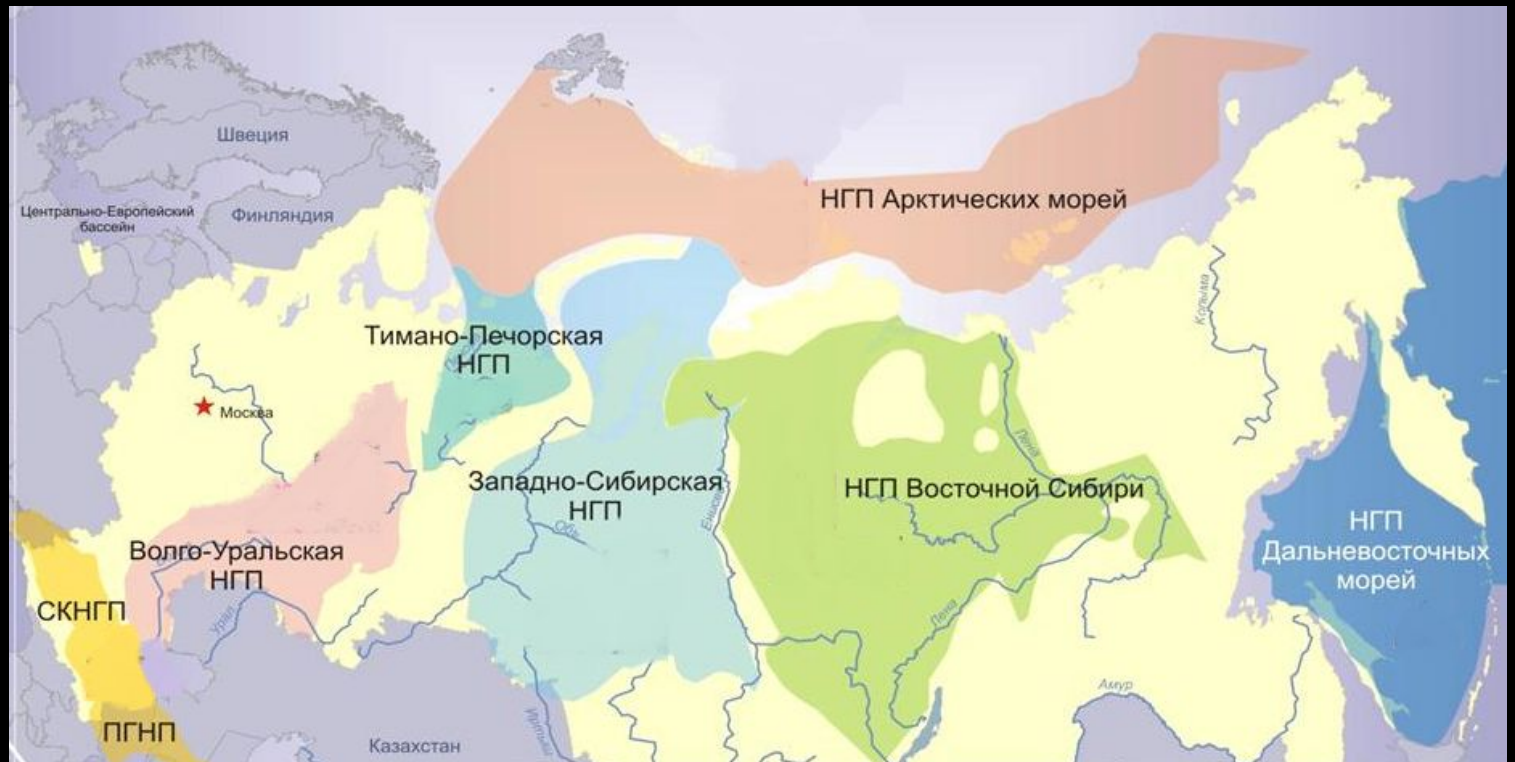 Швеция
НГП Арктических морей
Центрально-Европейский
бассейн
Финляндия
Колыма
Тимано-Печорская
НГП
Москва
Лена
Западно-Сибирская
НГП
НГП Восточной Сибири
Енисей
Обь
НГП
Дальневосточных
морей
Волго-Уральская
НГП
СКНГП
Урал
Лена
Амур
ПГНП
Иртыш
Казахстан